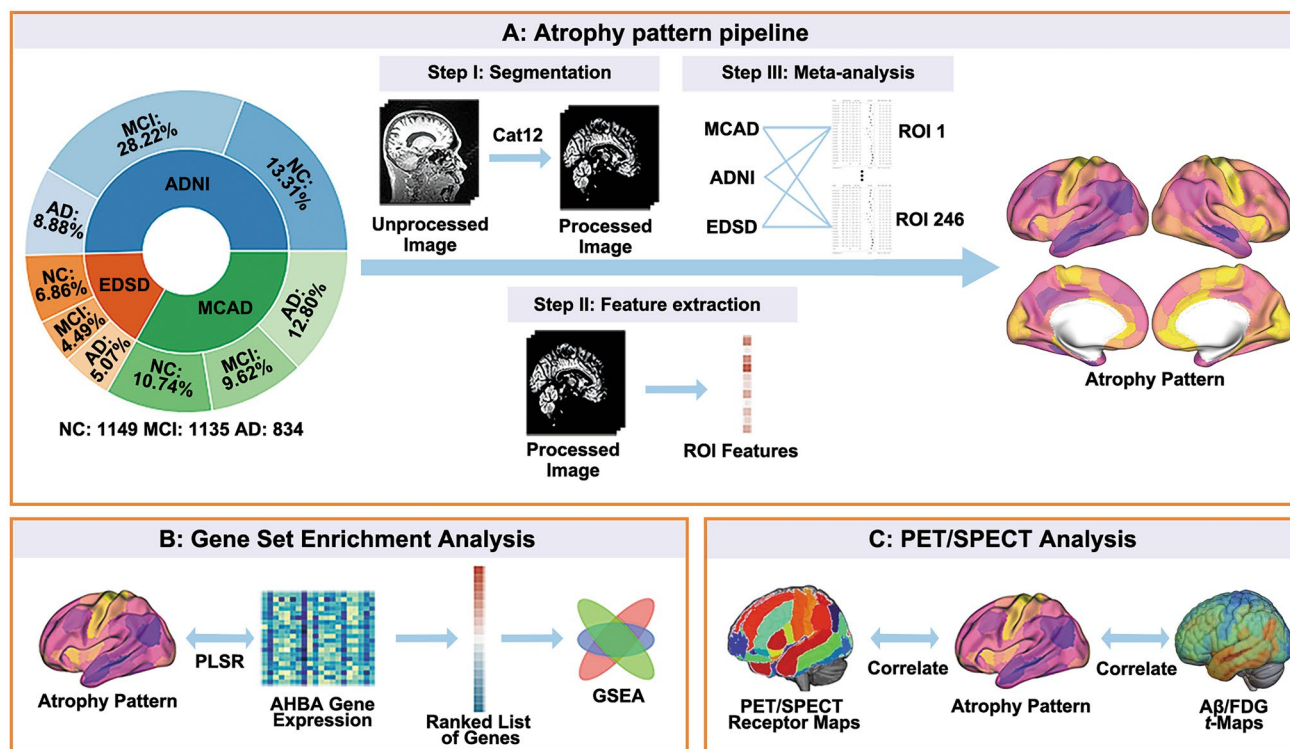 A: Atrophy pattern pipeline
Step I: Segmentation
Step III: Meta-analysis
MCI:
28.22%
NC:
13.31%
ADNI
AD:
8.88%
NC:
6.86%
EDSD
MCI:
4.49%
AD:
5.07%
MCAD
NC:
10.74%
MCI:
9.62%
AD:
12.80%
NC: 1149 MCI: 1135 AD: 834
Cat12
Unprocessed
Image
Processed
Image
MCAD
ADNI
EDSD
ROI 1
ROI 246
Step II: Feature extraction
Processed
Image
ROI Features
Atrophy Pattern
B: Gene Set Enrichment Analysis
PLSR
Atrophy Pattern
AHBA Gene
Expression
Ranked List
of Genes
GSEA
C: PET/SPECT Analysis
Correlate
Correlate
PET/SPECT
Receptor Maps
Atrophy Pattern
Aβ/FDG
t-Maps